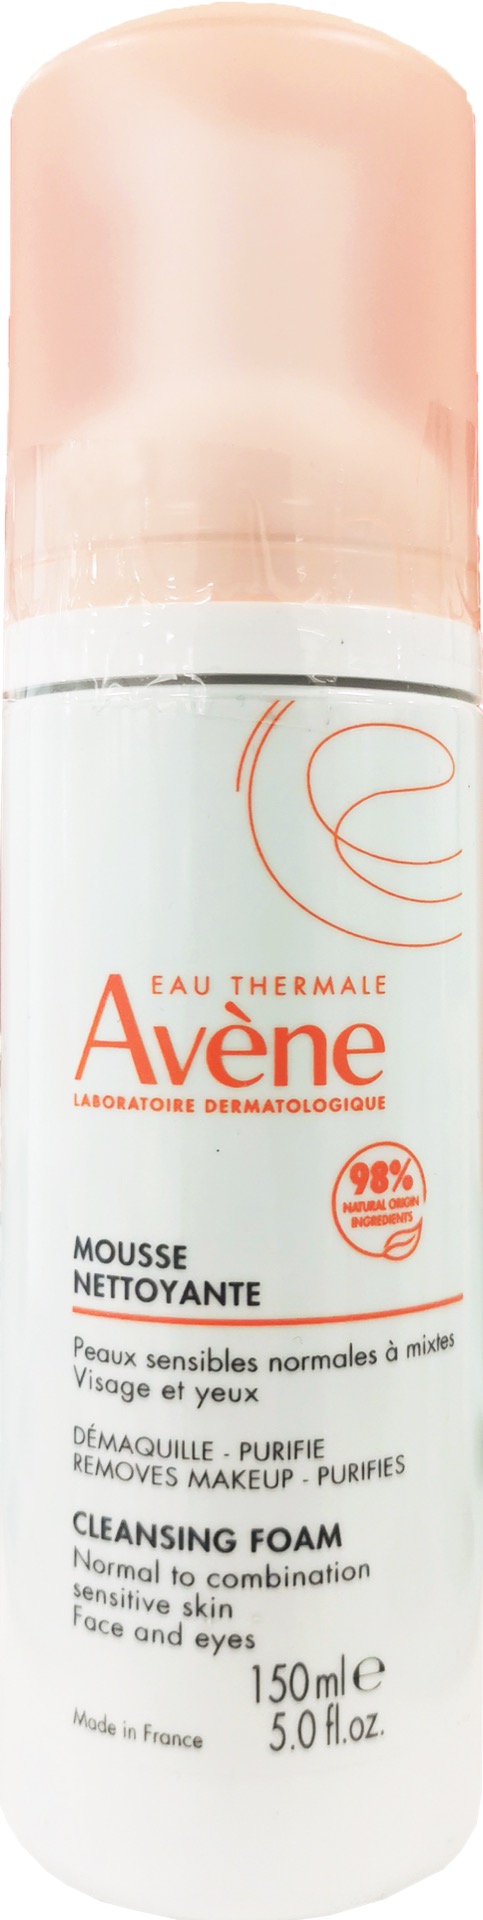 EAU THERMALE
Avène
LABORATOIRE DERMATOLOGIQUE
98%
NATURAL ORIGIN
INGREDIENTS
MOUSSE
NETTOYANTE
Peaux sensibles normales à mixtes
Visage et yeux
DÉMAQUILLE - PURIFIE
REMOVES MAKEUP - PURIFIES
CLEANSING FOAM
Normal to combination
sensitive skin
Face and eyes
150 ml e
5.0 fl.oz.
Made in France